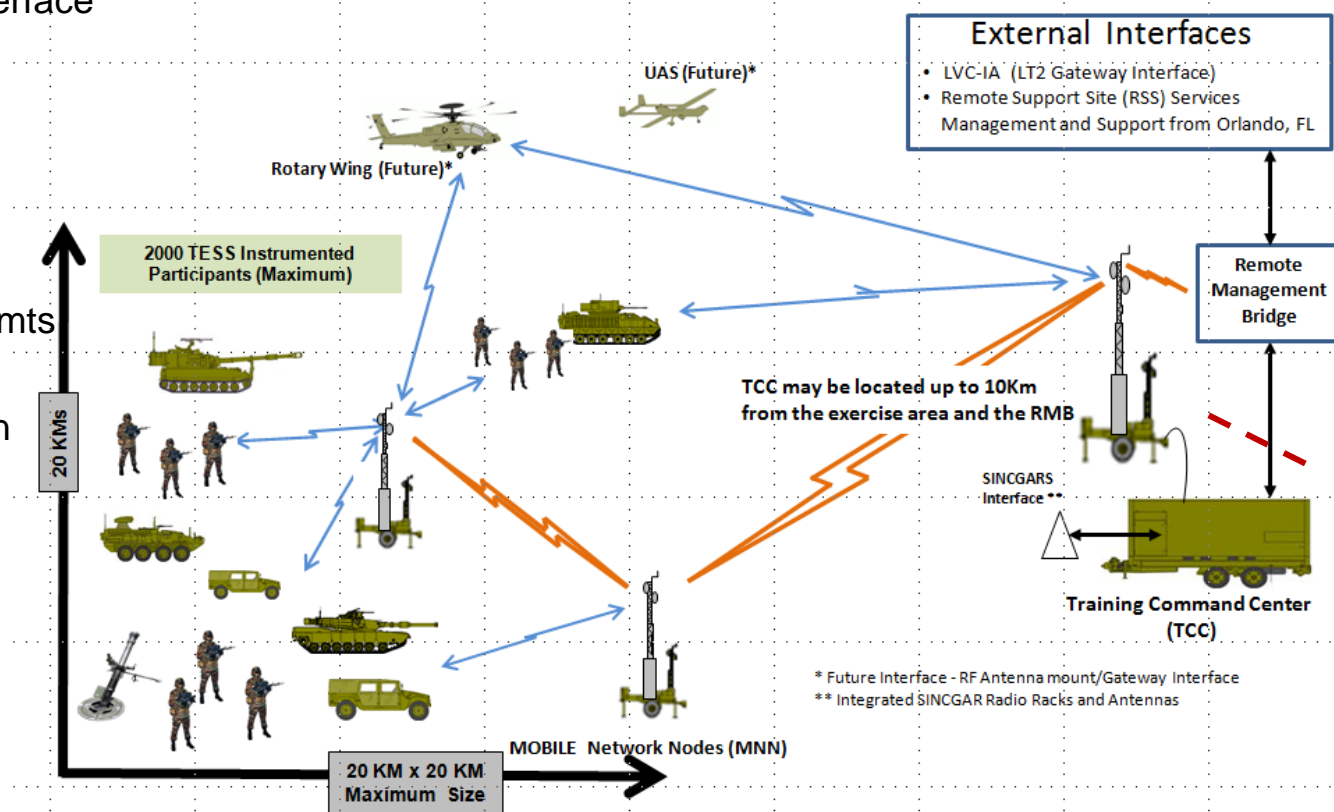 erface
External Interfaces
• LVC-IA (LT2 Gateway Interface)
• Remote Support Site (RSS) Services
Management and Support from Orlando, FL
UAS (Future)*
Rotary Wing (Future)*
2000 TESS Instrumented
Participants (Maximum)
Remote
Management
Bridge
mts
TCC may be located up to 10Km
from the exercise area and the RMB
n
20 KMs
SINCGARS
Interface **
Training Command Center
(TCC)
* Future Interface - RF Antenna mount/Gateway Interface
** Integrated SINCGAR Radio Racks and Antennas
MOBILE Network Nodes (MNN)
20 KM x 20 KM
Maximum Size